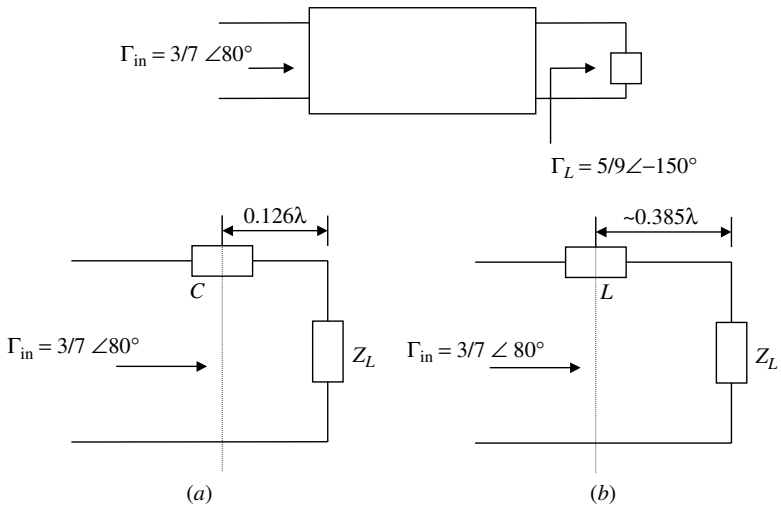 Γin = 3/7 ∠80°
ΓL = 5/9∠−150°
0.126λ
C
Γin = 3/7 ∠80°
ZL
(a)
~0.385λ
L
Γin = 3/7 ∠ 80°
ZL
(b)